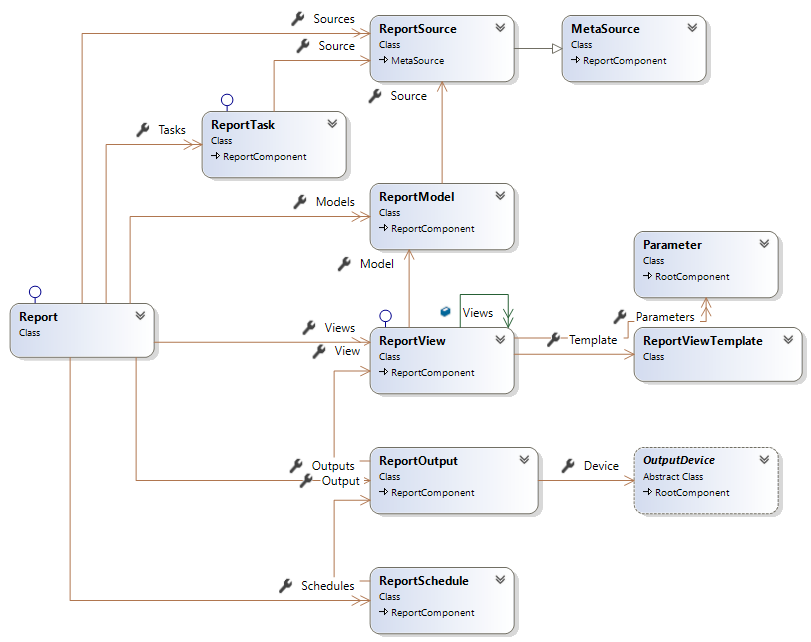 Sources
ReportSource
Class
MetaSource
MetaSource
Class
ReportComponent
Source
Source
ReportTask
Class
ReportComponent
Tasks
Models
ReportModel
Class
ReportComponent
Model
Parameter
Class
RootComponent
Report
Class
Views
View
Views
ReportView
Class
ReportComponent
Parameters
Template
ReportViewTemplate
Class
Outputs
Output
ReportOutput
Class
ReportComponent
Device
OutputDevice
Abstract Class
RootComponent
Schedules
ReportSchedule
Class
ReportComponent